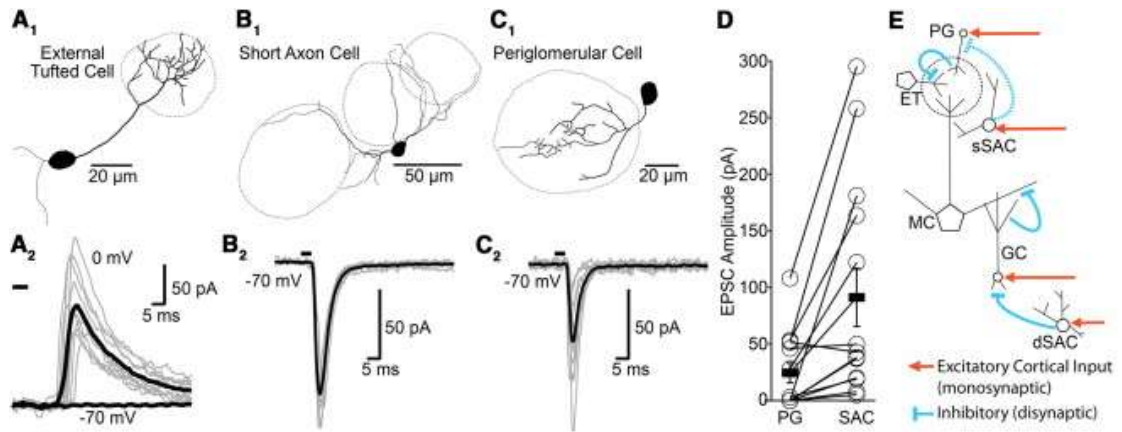 A1
External
Tufted Cell
20 µm
B1
Short Axon Cell
50 µm
C1
Periglomerular Cell
20 µm
A2
0 mV
50 pA
5 ms
-70 mV
B2
-70 mV
50 pA
5 ms
C2
-70 mV
50 pA
5 ms
D
EPSC Amplitude (pA)
300
250
200
150
100
50
0
PG SAC
E
PG
ET
sSAC
MC
GC
dSAC
Excitatory Cortical Input
(monosynaptic)
Inhibitory (disynaptic)